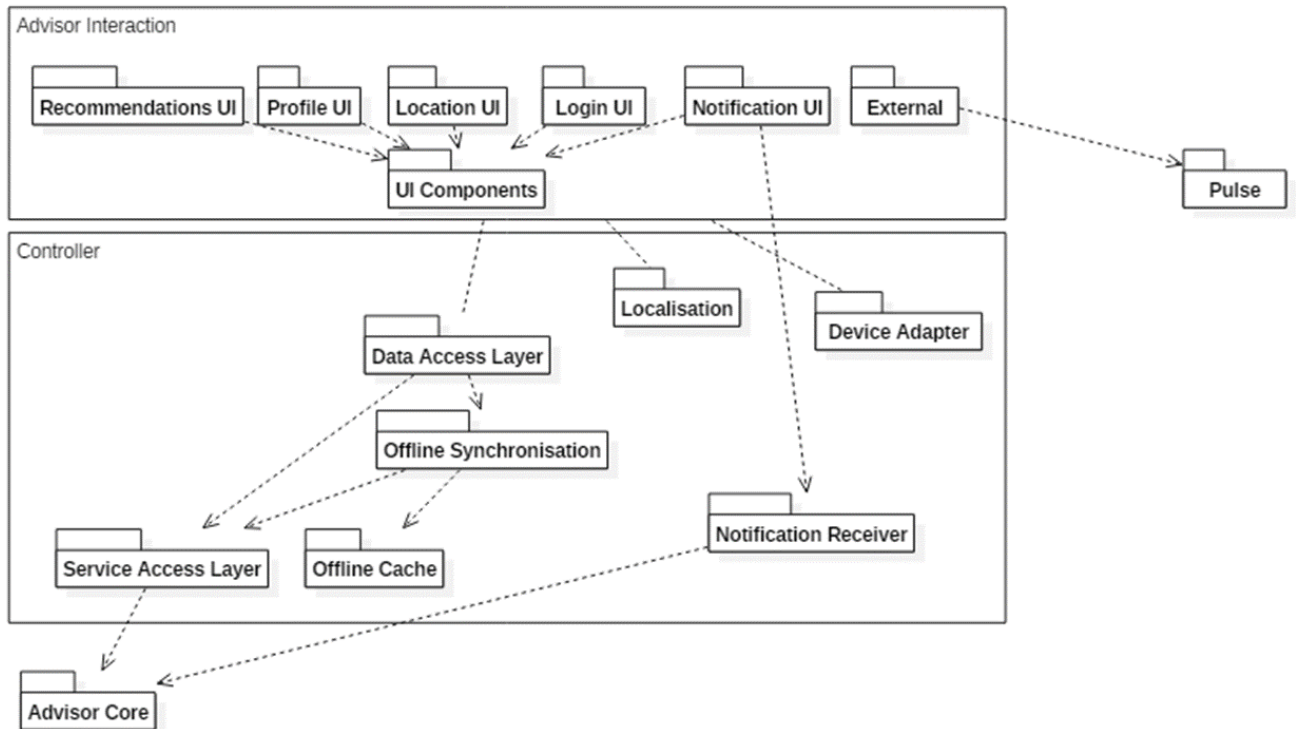 Advisor Interaction
Recommendations UI
Profile UI
Location UI
Login UI
Notification UI
External
UI Components
Pulse
Controller
Localisation
Device Adapter
Data Access Layer
Offline Synchronisation
Notification Receiver
Service Access Layer
Offline Cache
Advisor Core